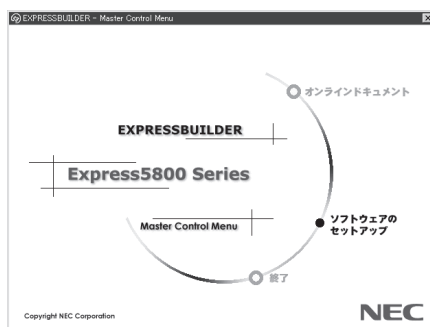 EXPRESSBUILDER - Master Control Menu
オンラインドキュメント
EXPRESSBUILDER
Express5800 Series
Master Control Menu
ソフトウェアの
セットアップ
終了
Copyright NEC Corporation
NEC